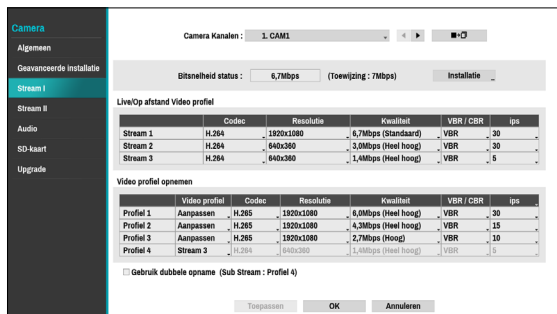 Camera
Algemeen
Geavanceerde installatie
Stream I
Stream II
Audio
SD-kaart
Upgrade
Camera Kanalen : 1. CAM1
Bitsnelheid status : 6,7Mbps (Toewijzing : 7Mbps) Installatie
Live/Op afstand Video profiel
Codec Resolutie Kwaliteit VBR / CBR ips
Stream 1 H.264 1920x1080 6,7Mbps (Standaard) VBR 30
Stream 2 H.264 640x360 3,0Mbps (Heel hoog) VBR 30
Stream 3 H.264 640x360 1,4Mbps (Heel hoog) VBR 5
Video profiel opnemen
Video profiel Codec Resolutie Kwaliteit VBR / CBR ips
Profiel 1 Aanpassen H.265 1920x1080 6,0Mbps (Heel hoog) VBR 30
Profiel 2 Aanpassen H.265 1920x1080 4,3Mbps (Heel hoog) VBR 15
Profiel 3 Aanpassen H.265 1920x1080 2,7Mbps (Hoog) VBR 10
Profiel 4 Stream 3 H.264 640x360 1,4Mbps (Heel hoog) VBR 5
Gebruik dubbele opname (Sub Stream : Profiel 4)
Toepassen OK Annuleren